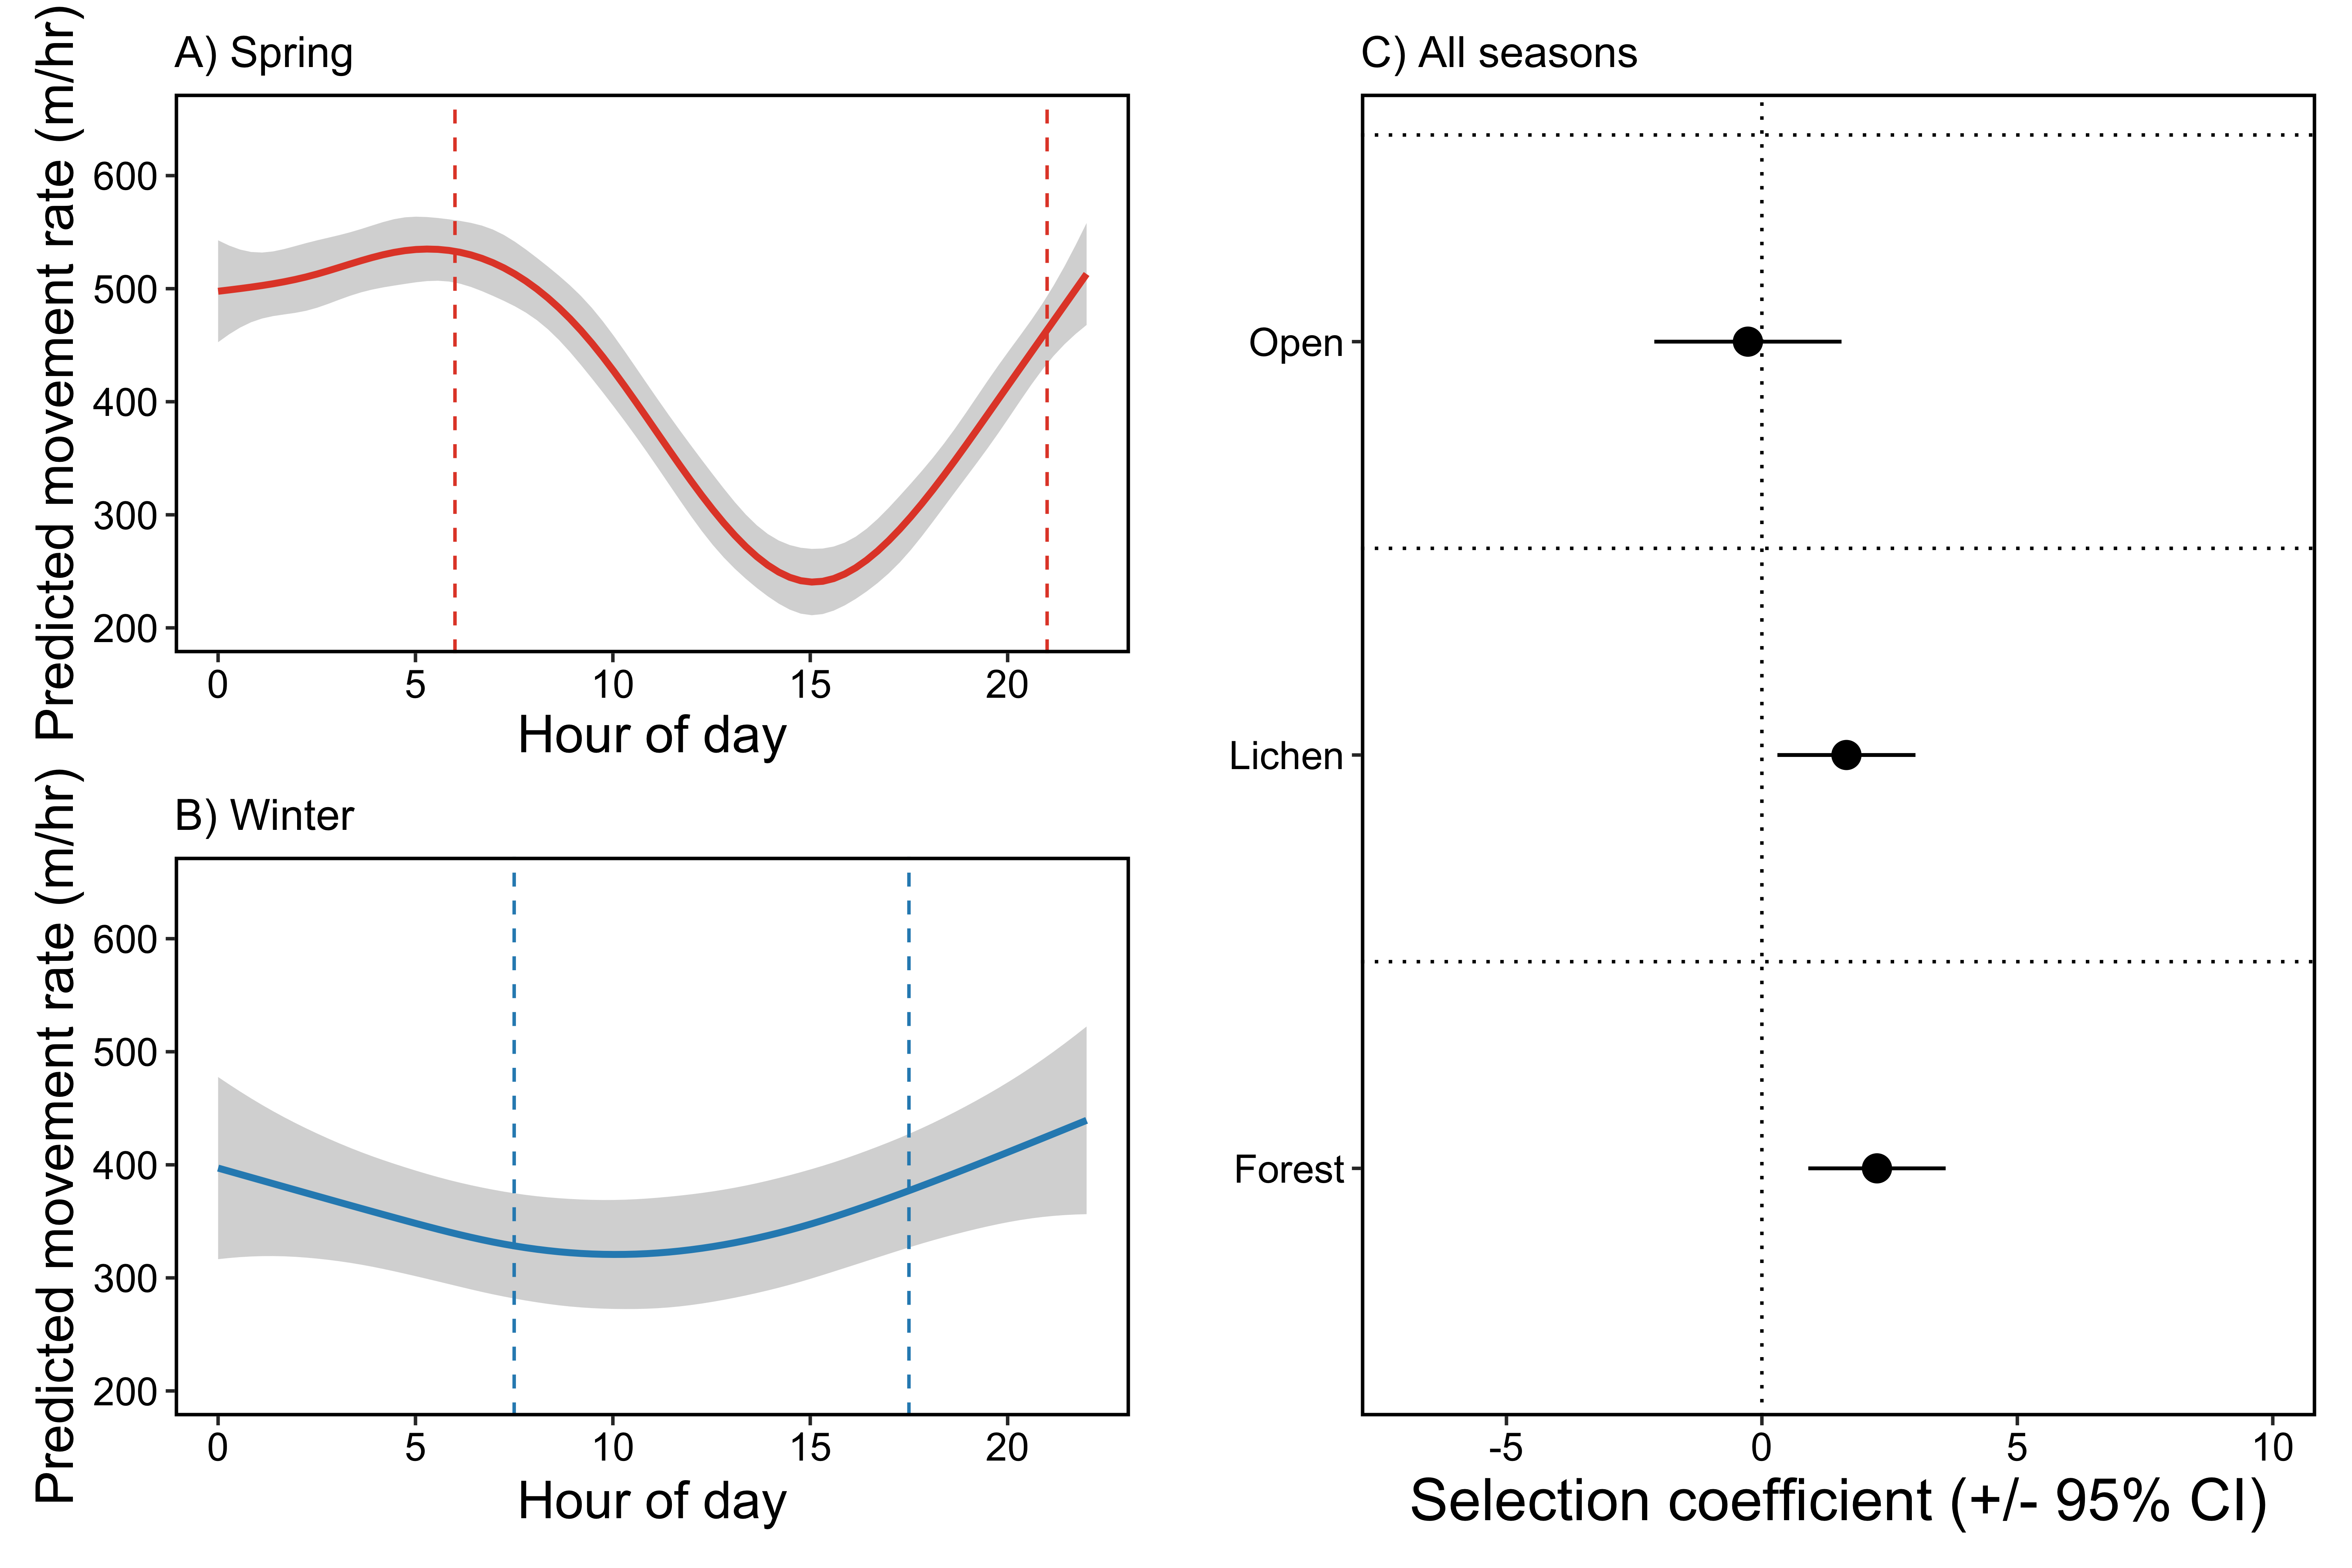 A) Spring
Predicted movement rate (m/hr)
600
500
400
300
200
0 5 10 15 20
Hour of day
B) Winter
Predicted movement rate (m/hr)
600
500
400
300
200
0 5 10 15 20
Hour of day
C) All seasons
Open
Lichen
Forest
-5 0 5 10
Selection coefficient (+/- 95% CI)